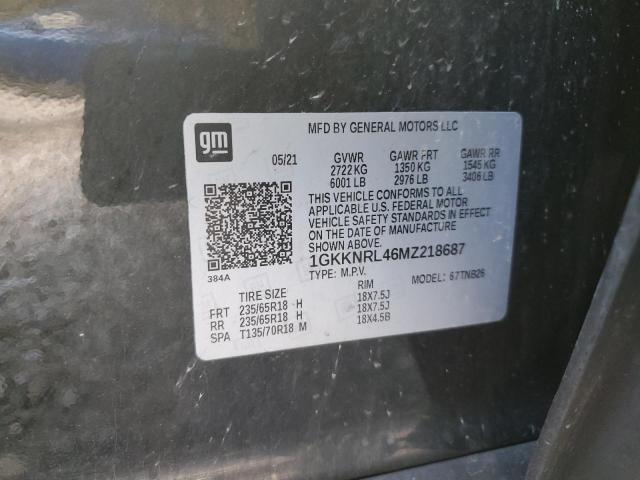 gm
MFD BY GENERAL MOTORS LLC
05/21 GVWR GAWR FRT GAWR RR
2722 KG 1350 KG 1545 KG
6001 LB 2976 LB 3406 LB
THIS VEHICLE CONFORMS TO ALL
APPLICABLE U.S. FEDERAL MOTOR
VEHICLE SAFETY STANDARDS IN EFFECT
ON THE DATE OF MANUFACTURE
SHOWN ABOVE.
1GKKNRL46MZ218687
384A
TYPE: M.P.V. MODEL: 67TNB26
TIRE SIZE RIM
FRT 235/65R18 H 18X7.5J
RR 235/65R18 H 18X7.5J
SPA T135/70R18 M 18X4.5B